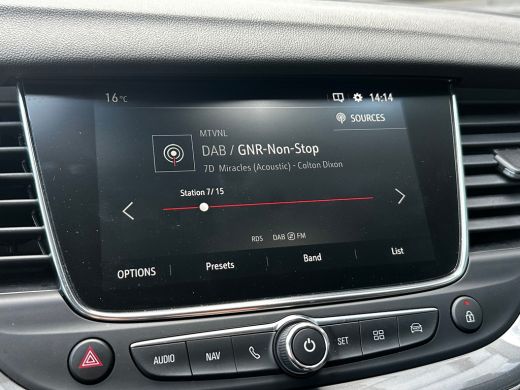 16°C
14:14
SOURCES
MTVNL
DAB / GNR-Non-Stop
7D Miracles (Acoustic) - Colton Dixon
Station 7/ 15
RDS DAB FM
OPTIONS Presets Band List
AUDIO NAV SET